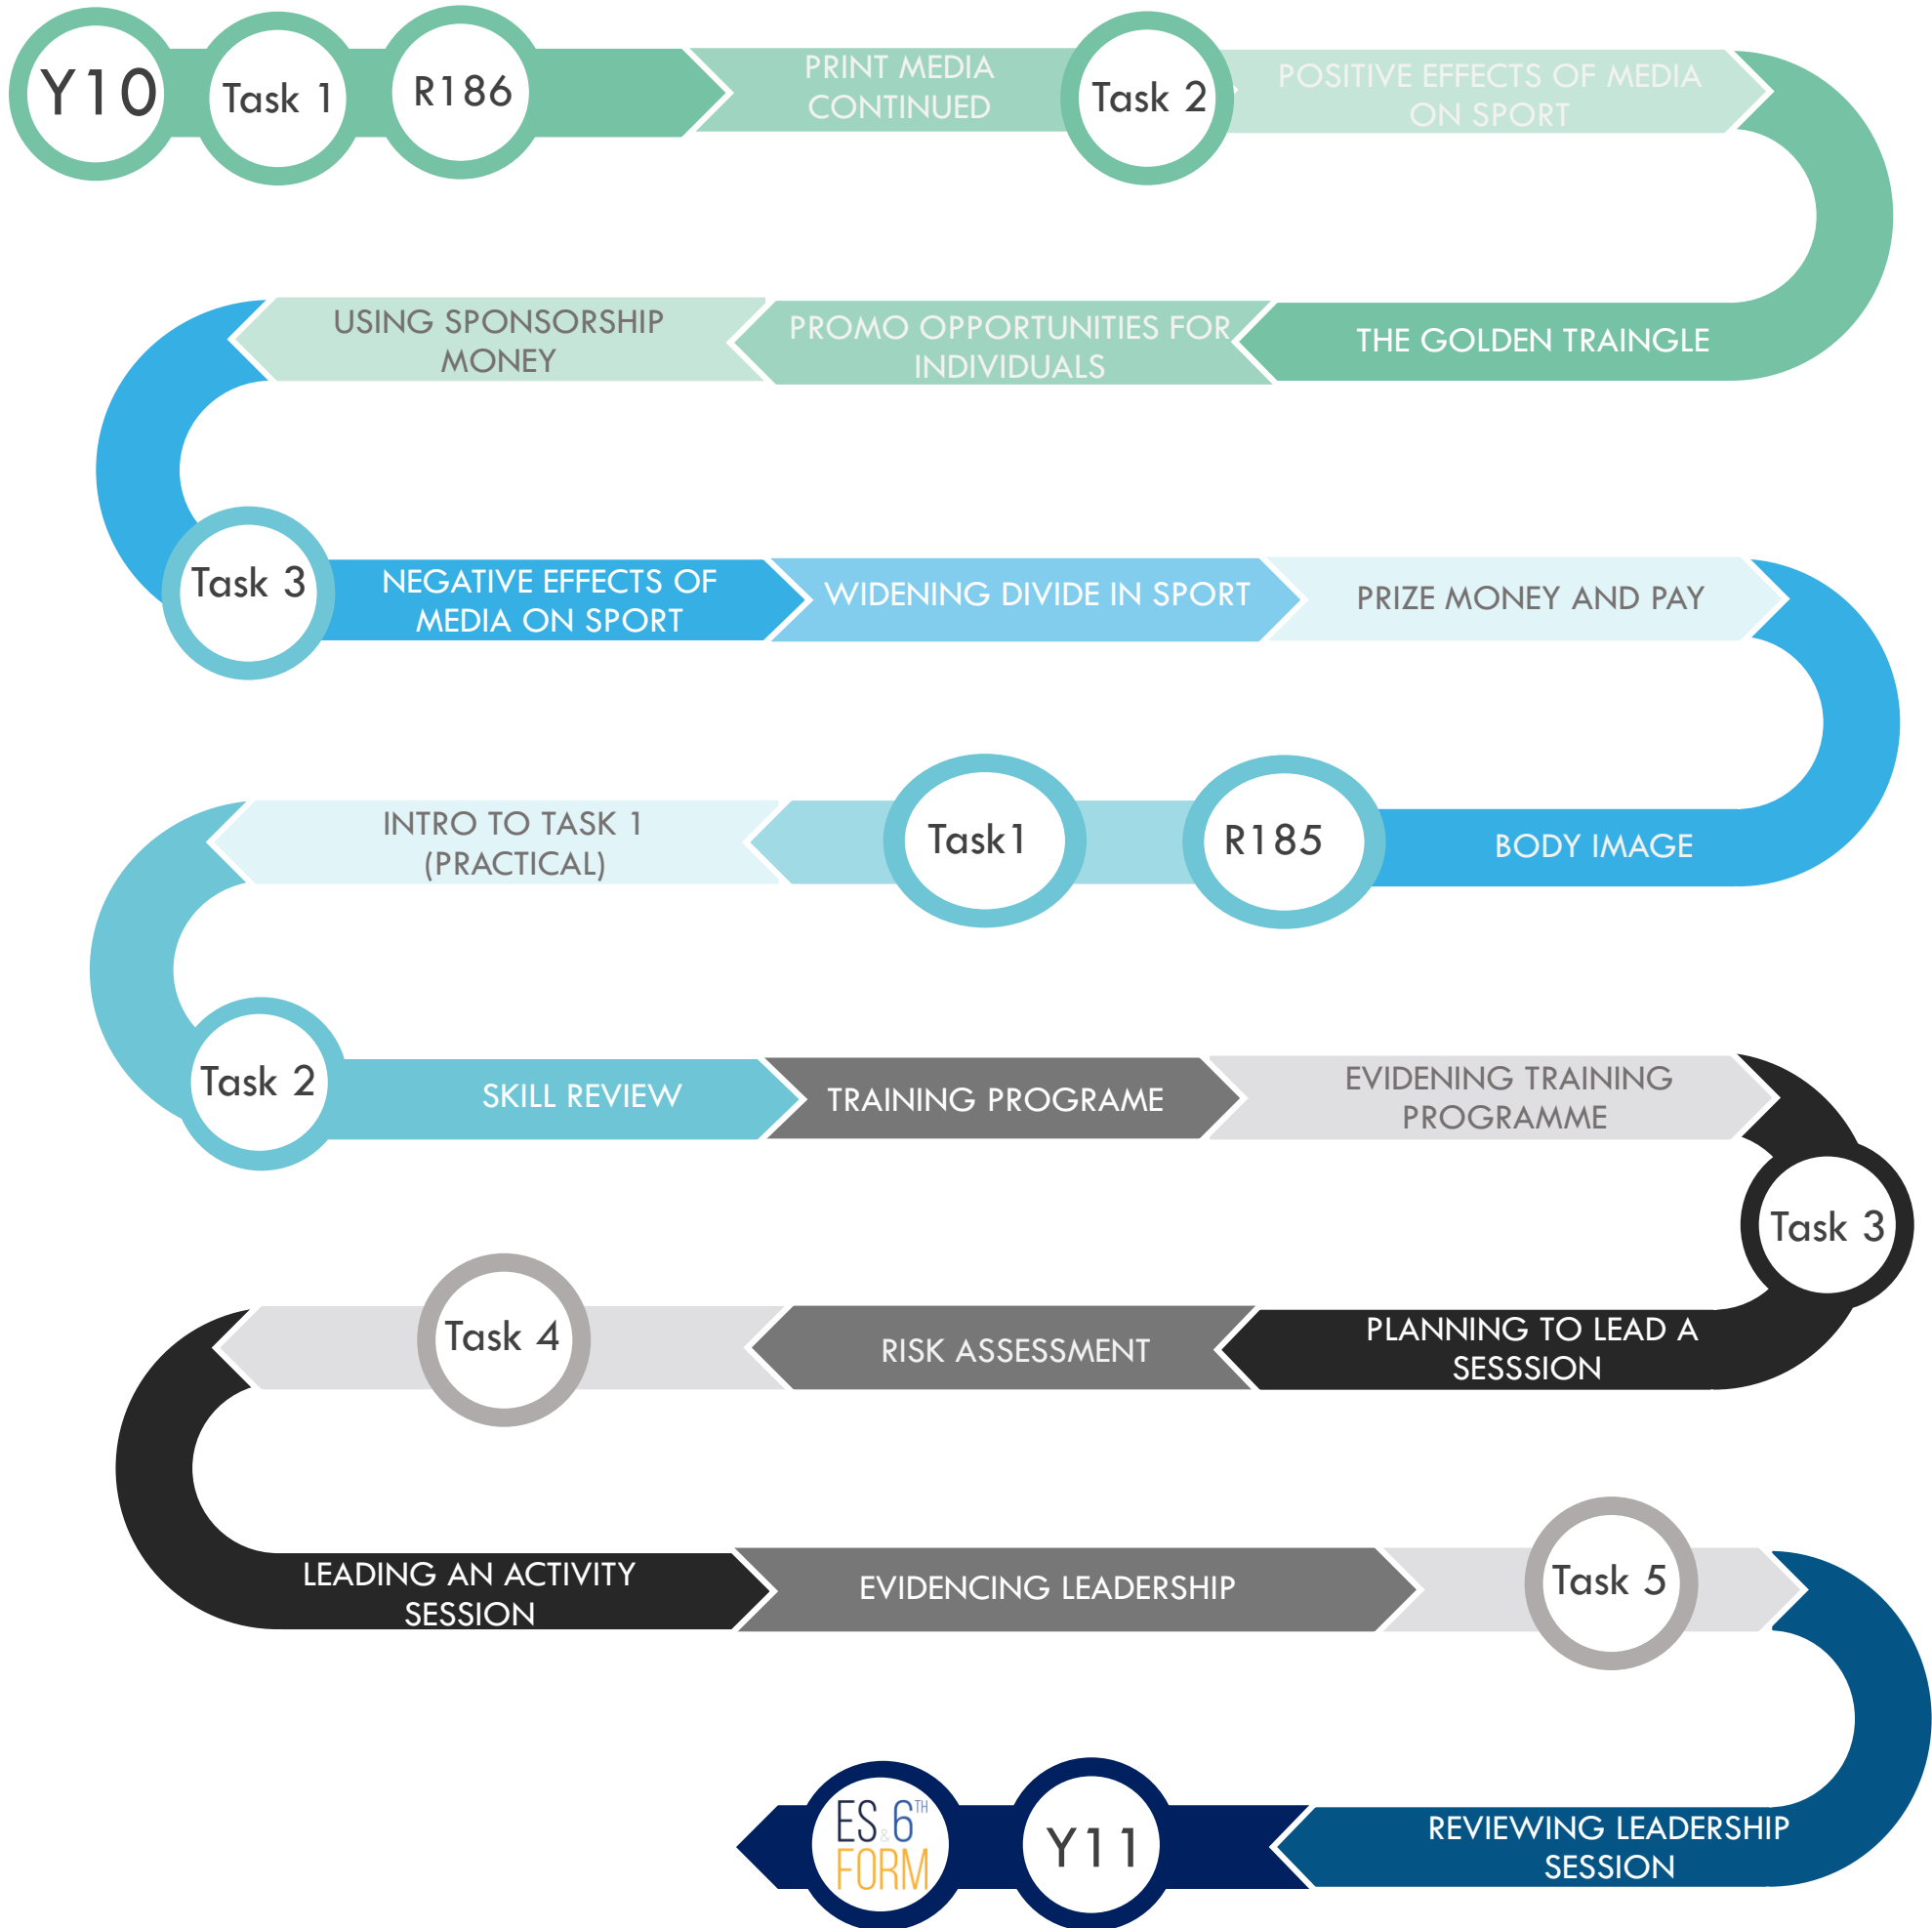 Y10
Task 1
R186
PRINT MEDIA
CONTINUED
Task 2
POSITIVE EFFECTS OF MEDIA
ON SPORT
THE GOLDEN TRAINGLE
PROMO OPPORTUNITIES FOR
INDIVIDUALS
USING SPONSORSHIP
MONEY
Task 3
NEGATIVE EFFECTS OF
MEDIA ON SPORT
WIDENING DIVIDE IN SPORT
PRIZE MONEY AND PAY
BODY IMAGE
R185
Task1
INTRO TO TASK 1
(PRACTICAL)
Task 2
SKILL REVIEW
TRAINING PROGRAME
EVIDENING TRAINING
PROGRAMME
Task 3
PLANNING TO LEAD A
SESSSION
RISK ASSESSMENT
Task 4
LEADING AN ACTIVITY
SESSION
EVIDENCING LEADERSHIP
Task 5
REVIEWING LEADERSHIP
SESSION
Y11
ES & 6TH
FORM